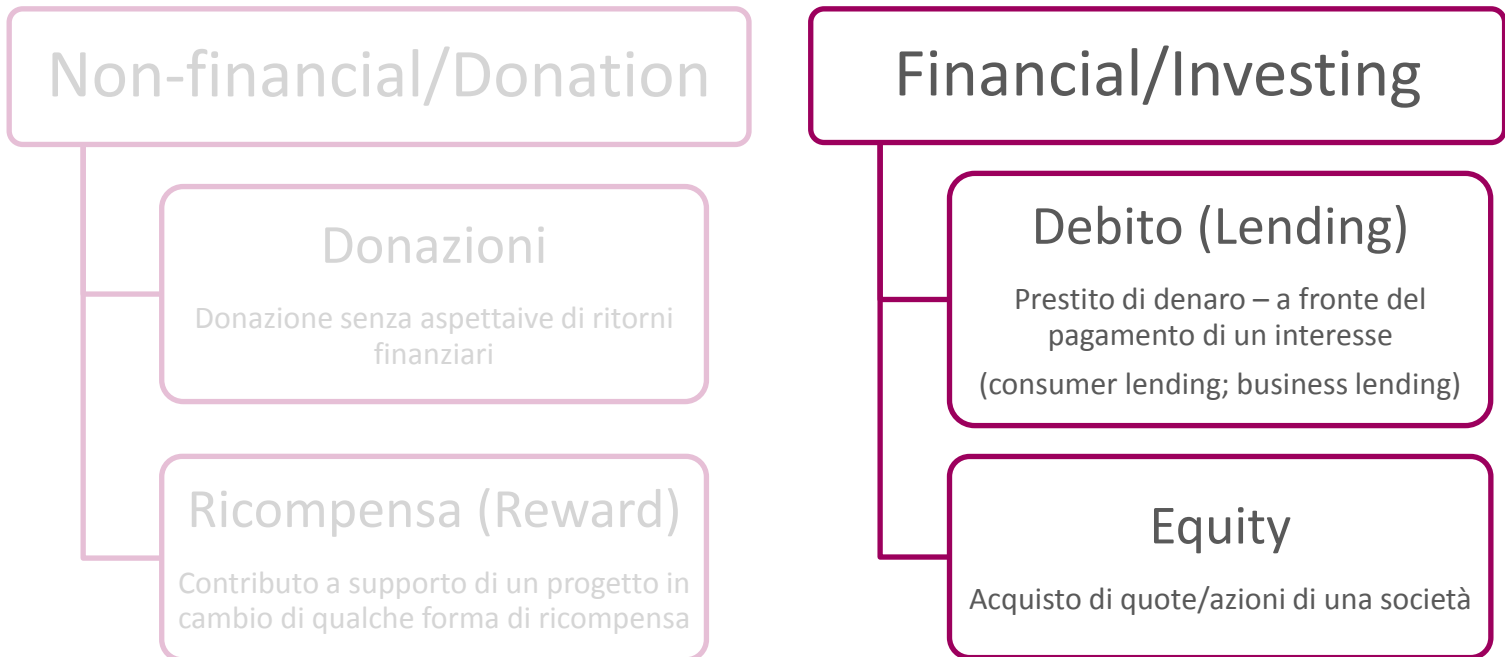 Non-financial/Donation
Donazioni
Donazione senza aspettaive di ritorni
finanziari
Ricompensa (Reward)
Contributo a supporto di un progetto in
cambio di qualche forma di ricompensa
Financial/Investing
Debito (Lending)
Prestito di denaro – a fronte del
pagamento di un interesse
(consumer lending; business lending)
Equity
Acquisto di quote/azioni di una società